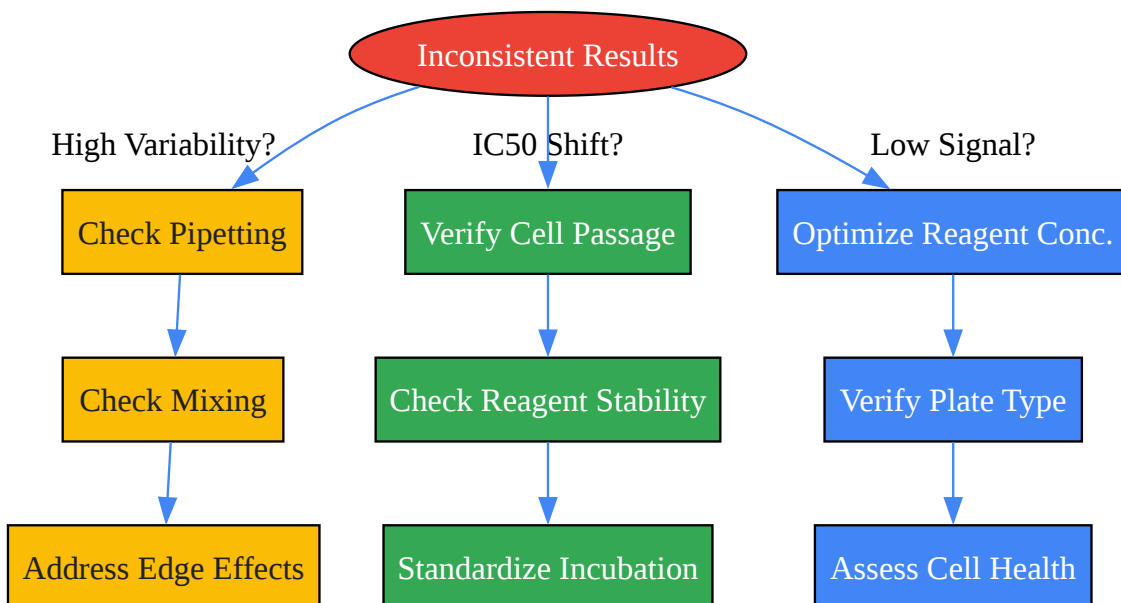 Inconsistent Results
High Variability?
IC50 Shift?
Low Signal?
Check Pipetting
Verify Cell Passage
Optimize Reagent Conc.
Check Mixing
Check Reagent Stability
Verify Plate Type
Address Edge Effects
Standardize Incubation
Assess Cell Health